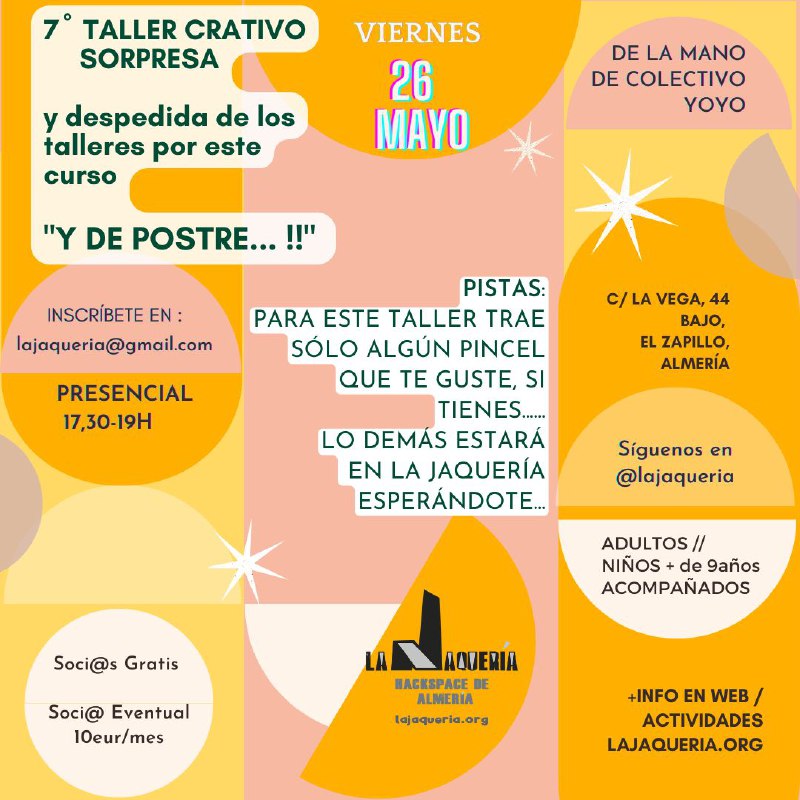 7° TALLER CRATIVO
SORPRESA
y despedida de los
talleres por este
curso
"Y DE POSTRE... !!"
VIERNES
26
MAYO
DE LA MANO
DE COLECTIVO
YOYO
INSCRÍBETE EN :
lajaqueria@gmail.com
PRESENCIAL
17,30-19H
PISTAS:
PARA ESTE TALLER TRAE
SÓLO ALGÚN PINCEL
QUE TE GUSTE, SI
TIENES......
LO DEMÁS ESTARÁ
EN LA JAQUERÍA
ESPERÁNDOTE...
C/ LA VEGA, 44
BAJO,
EL ZAPILLO,
ALMERÍA
Síguenos en
@lajaqueria
ADULTOS //
NIÑOS + de 9años
ACOMPAÑADOS
Soci@s Gratis
Soci@ Eventual
10eur/mes
LA JAQUERÍA
HACKSPACE DE
ALMERIA
lajaqueria.org
+INFO EN WEB /
ACTIVIDADES
LAJAQUERIA.ORG